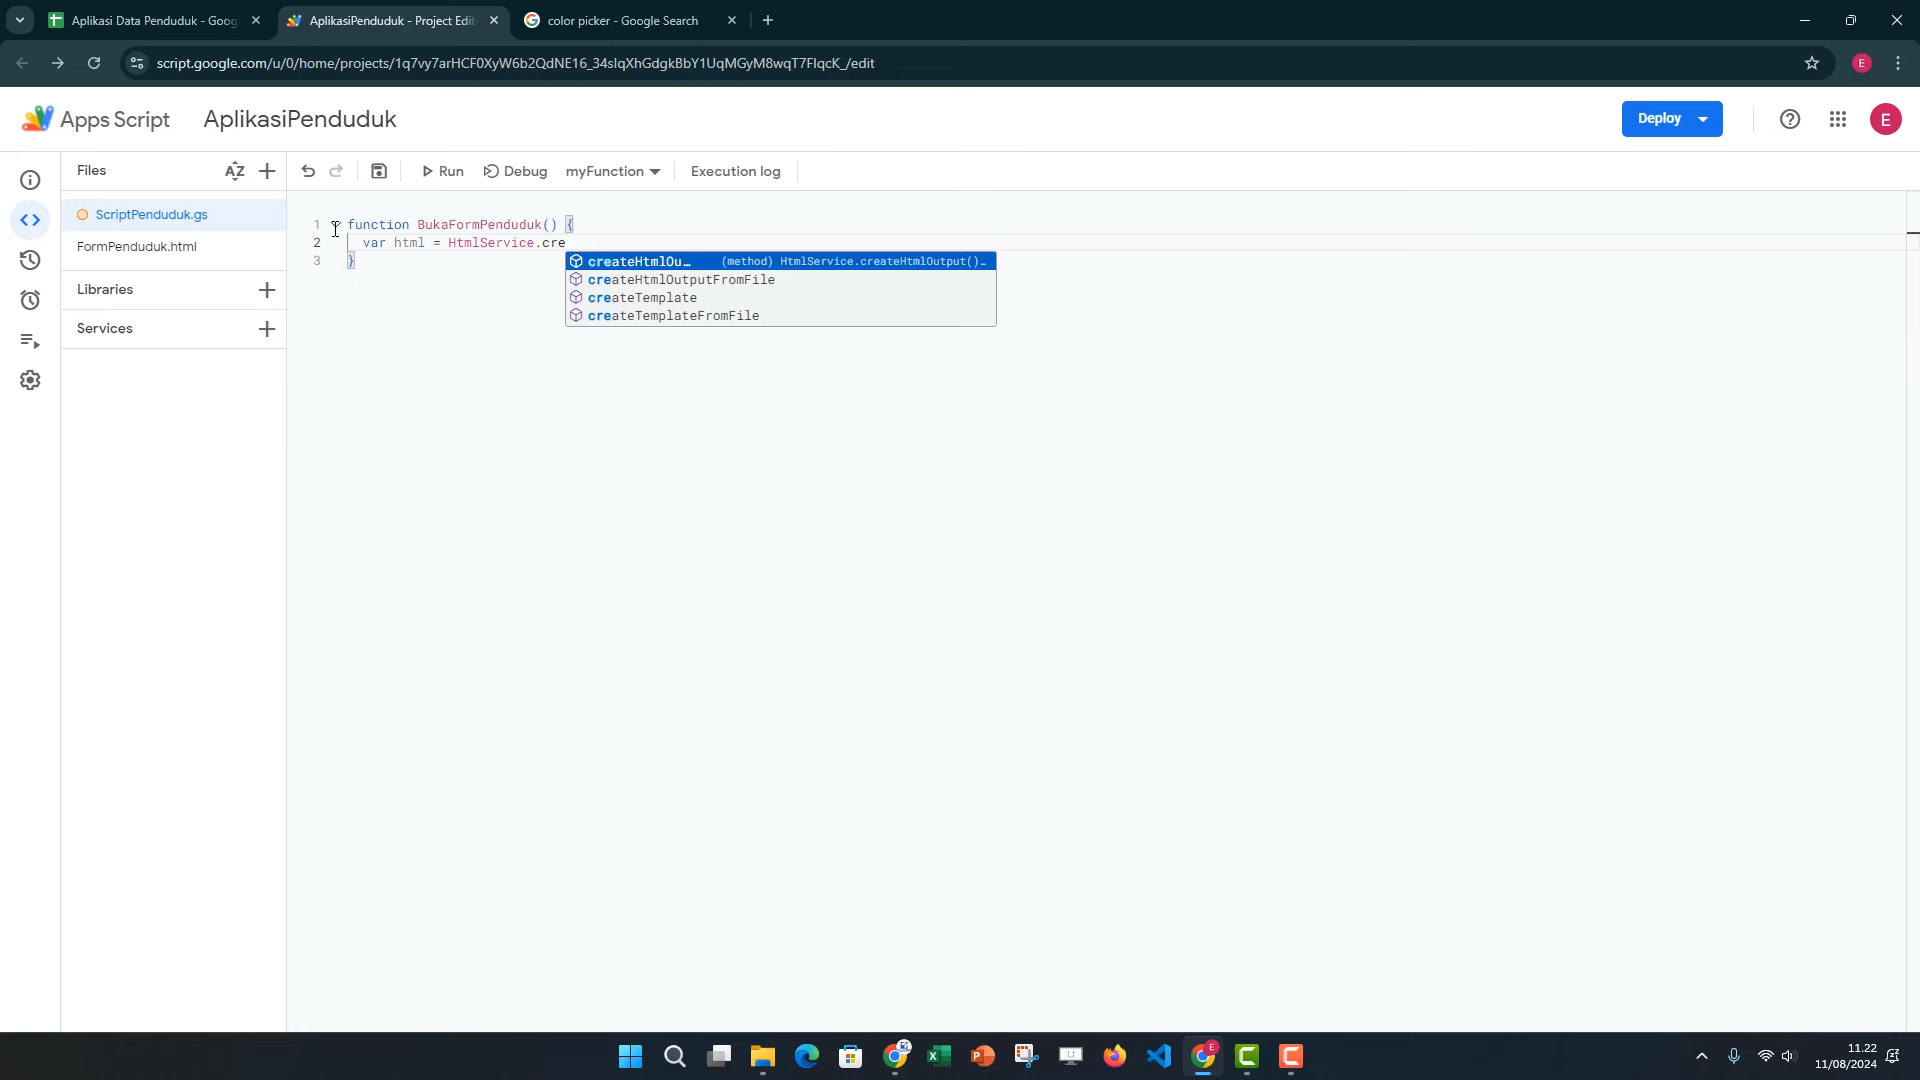 Aplikasi Data Penduduk - Goog
AplikasiPenduduk - Project Edit
color picker - Google Search
script.google.com/u/0/home/projects/1q7vy7arHCF0XyW6b2QdNE16_34slqXhGdgkBbY1UqMGyM8wqT7FIqcK_/edit
E
Apps Script
AplikasiPenduduk
Deploy
E
Files
AZ
Run
Debug
myFunction
Execution log
ScriptPenduduk.gs
FormPenduduk.html
Libraries
Services
1 function BukaFormPenduduk() {
2 var html = HtmlService.cre
3 }
createHtmlOu… (method) HtmlService.createHtmlOutput()…
createHtmlOutputFromFile
createTemplate
createTemplateFromFile
E
11.22
11/08/2024